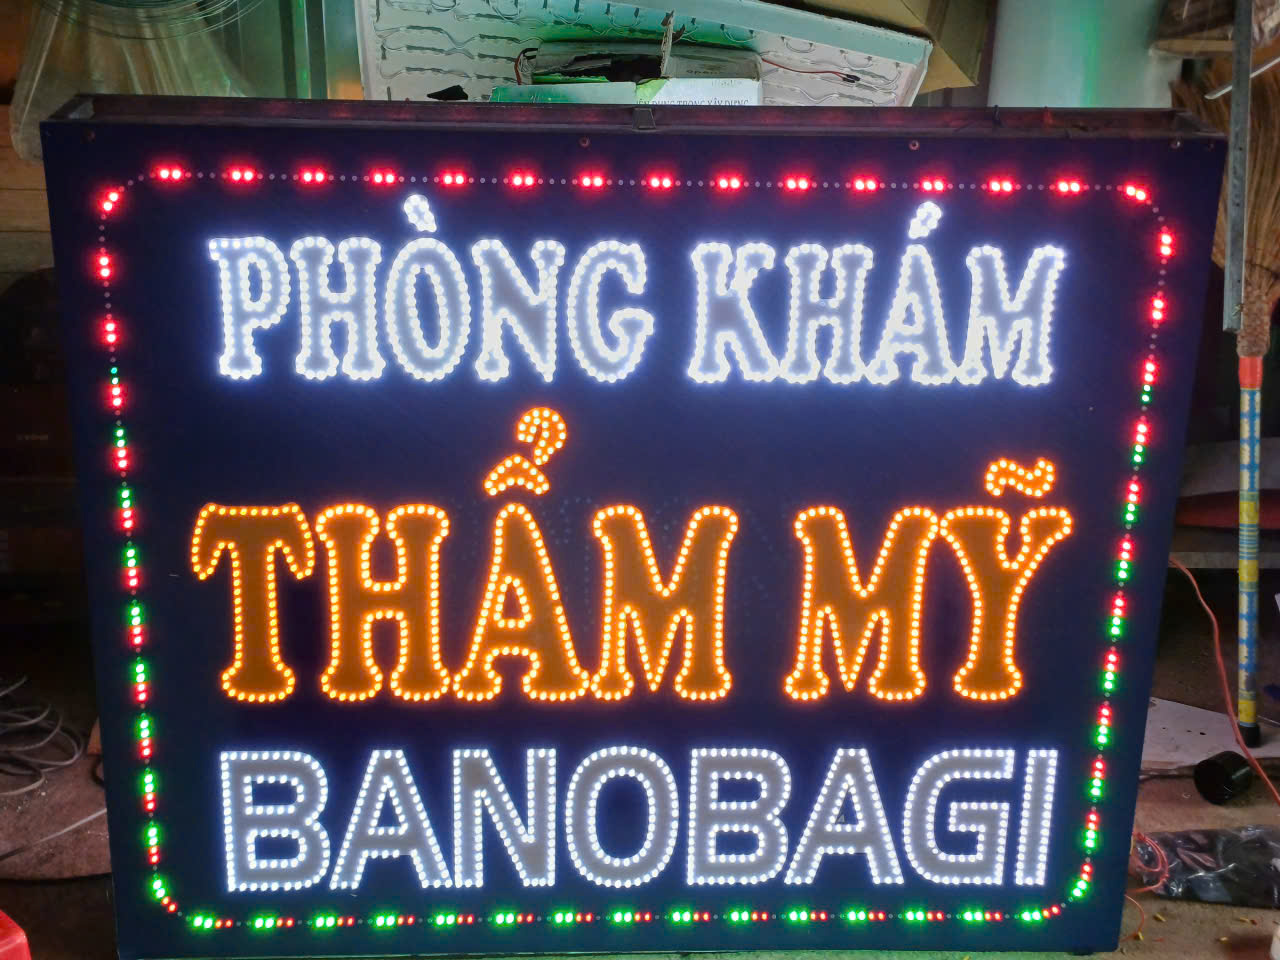 PHÒNG KHÁM
THẨM MỸ
BANOBAGI